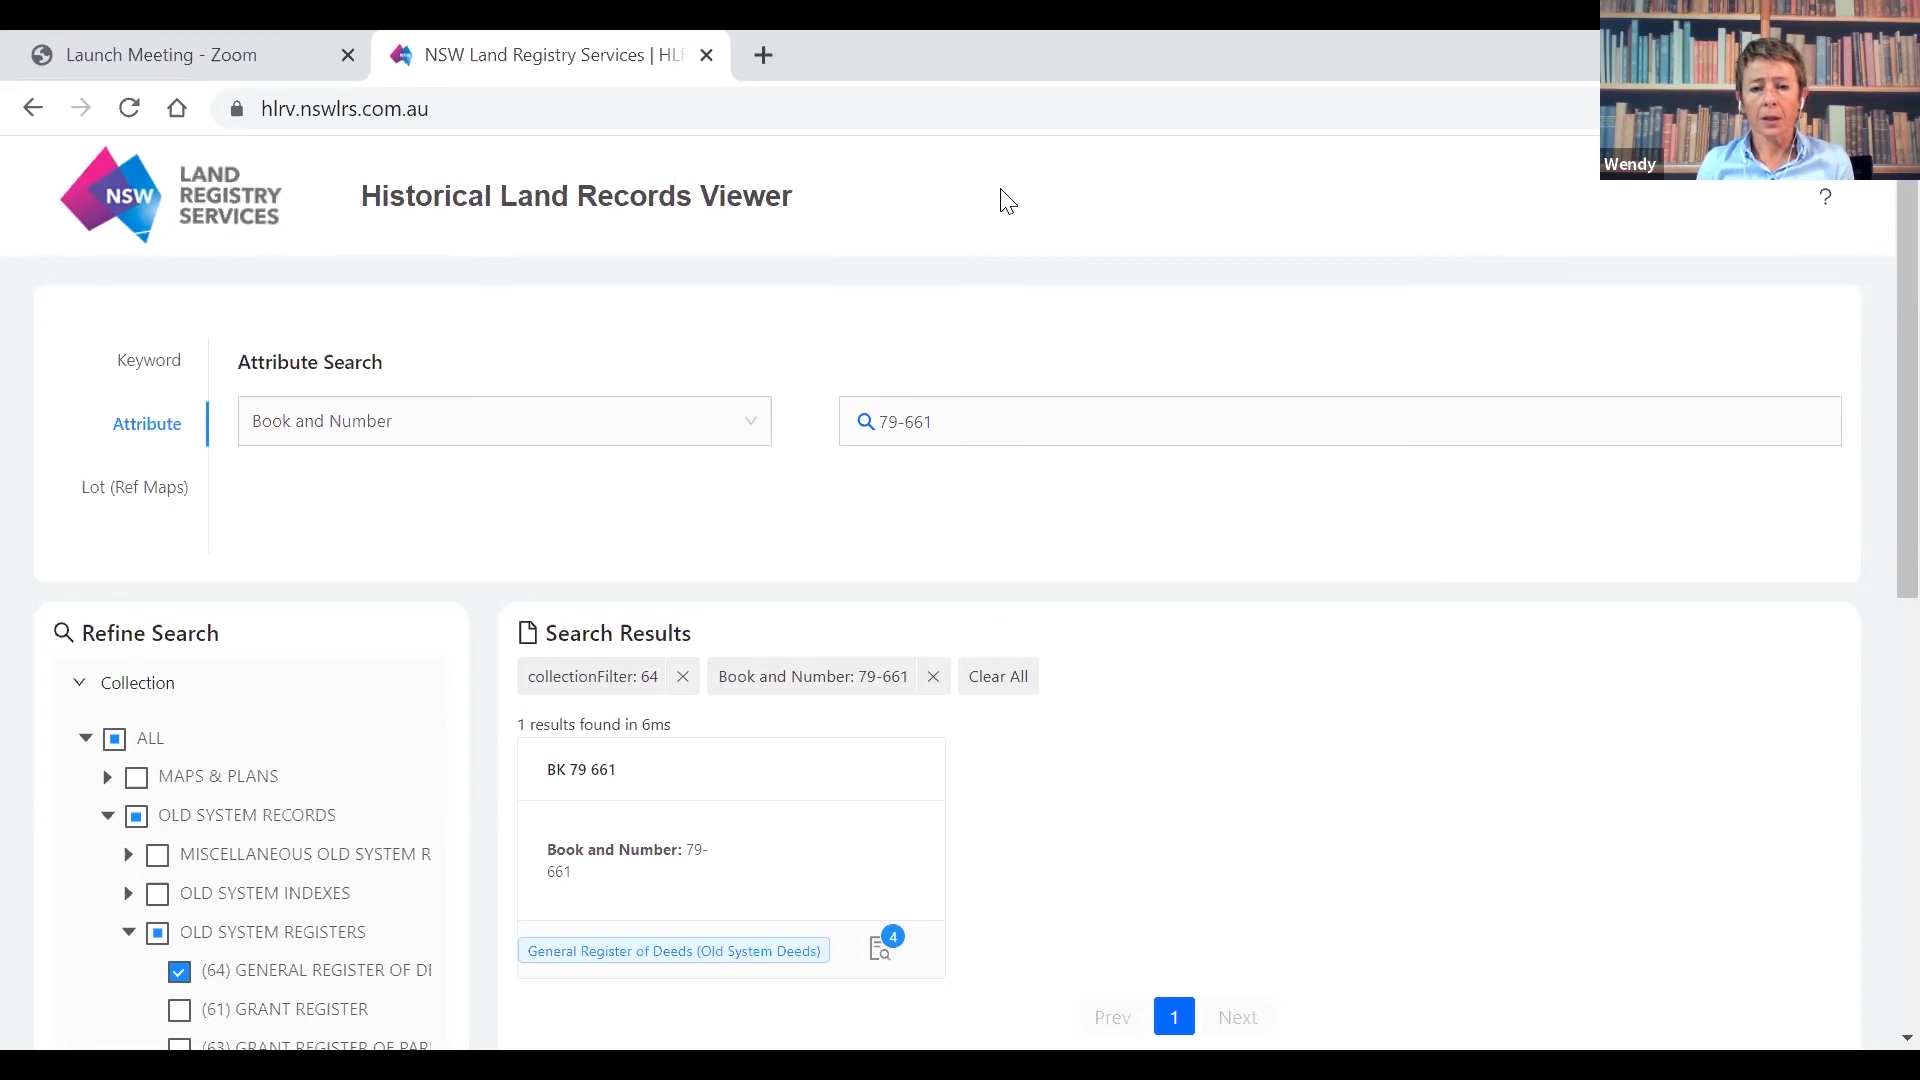 Launch Meeting - Zoom
NSW Land Registry Services |
hlrv.nswlrs.com.au
Wendy
NSW
LAND
REGISTRY
SERVICES
Historical Land Records Viewer
?
Keyword
Attribute
Lot (Ref Maps)
Attribute Search
Book and Number
79-661
Refine Search
Collection
ALL
MAPS & PLANS
OLD SYSTEM RECORDS
MISCELLANEOUS OLD SYSTEM R
OLD SYSTEM INDEXES
OLD SYSTEM REGISTERS
(64) GENERAL REGISTER OF
(61) GRANT REGISTER
(63) GRANT REGISTER OF
Search Results
collectionFilter: 64
Book and Number: 79-661
Clear All
1 results found in 6ms
BK 79 661
Book and Number: 79-
661
General Register of Deeds (Old System Deeds)
4
Prev 1 Next